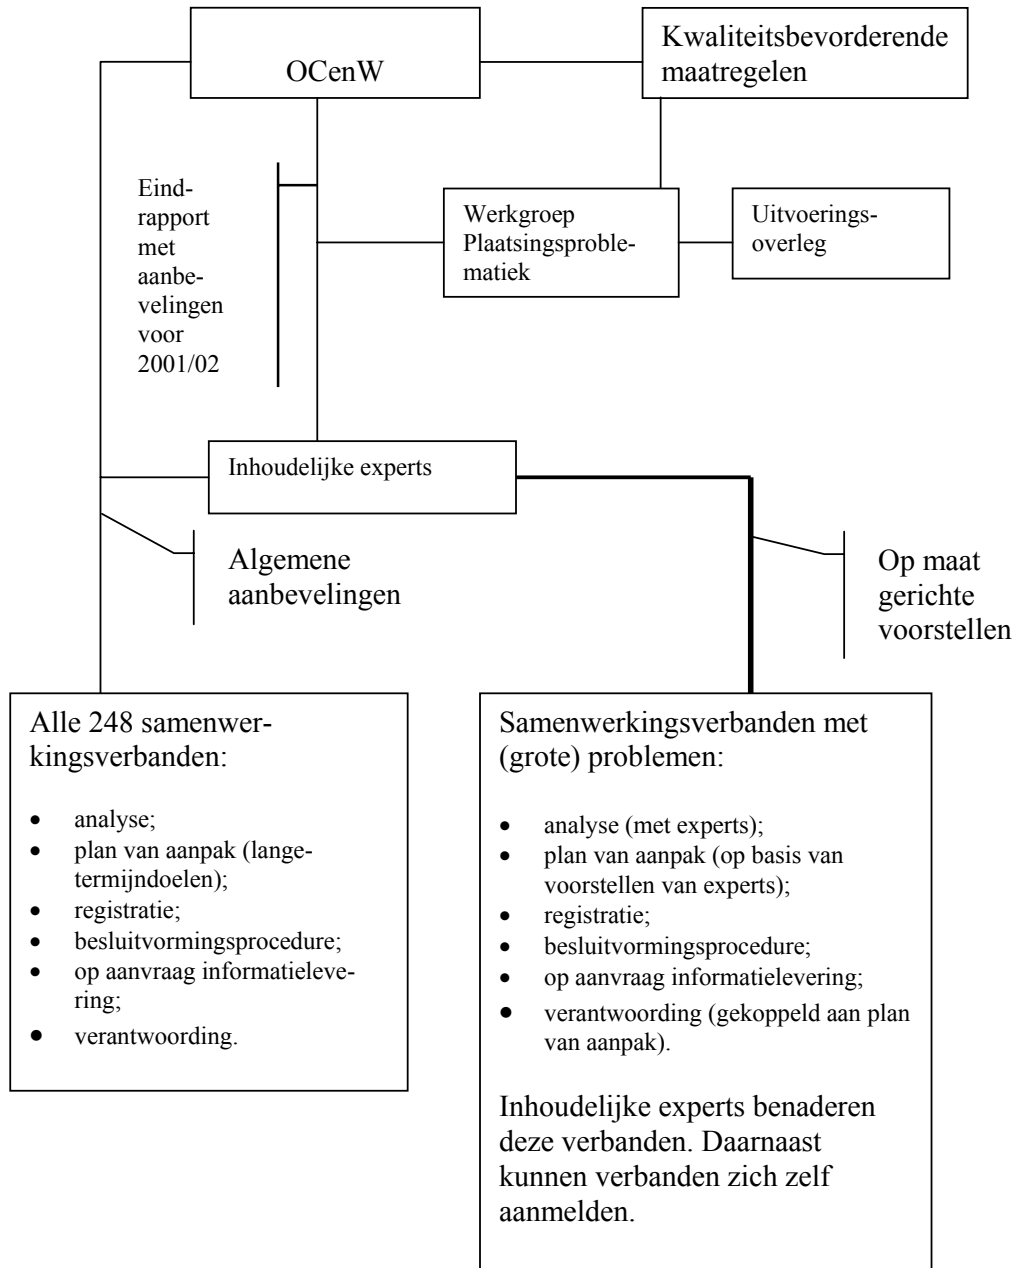 OCenW
Kwaliteitsbevorderende
maatregelen
Eind-
rapport
met
aanbe-
velingen
voor
2001/02
Werkgroep
Plaatsingsproble-
matiek
Uitvoerings-
overleg
Inhoudelijke experts
Algemene
aanbevelingen
Op maat
gerichte
voorstellen
Alle 248 samenwer-
kingsverbanden:
• analyse;
• plan van aanpak (lange-
termijndoelen);
• registratie;
• besluitvormingsprocedure;
• op aanvraag informatieleve-
ring;
• verantwoording.
Samenwerkingsverbanden met
(grote) problemen:
• analyse (met experts);
• plan van aanpak (op basis van
voorstellen van experts);
• registratie;
• besluitvormingsprocedure;
• op aanvraag informatielevering;
• verantwoording (gekoppeld aan plan
van aanpak).
Inhoudelijke experts benaderen
deze verbanden. Daarnaast
kunnen verbanden zich zelf
aanmelden.